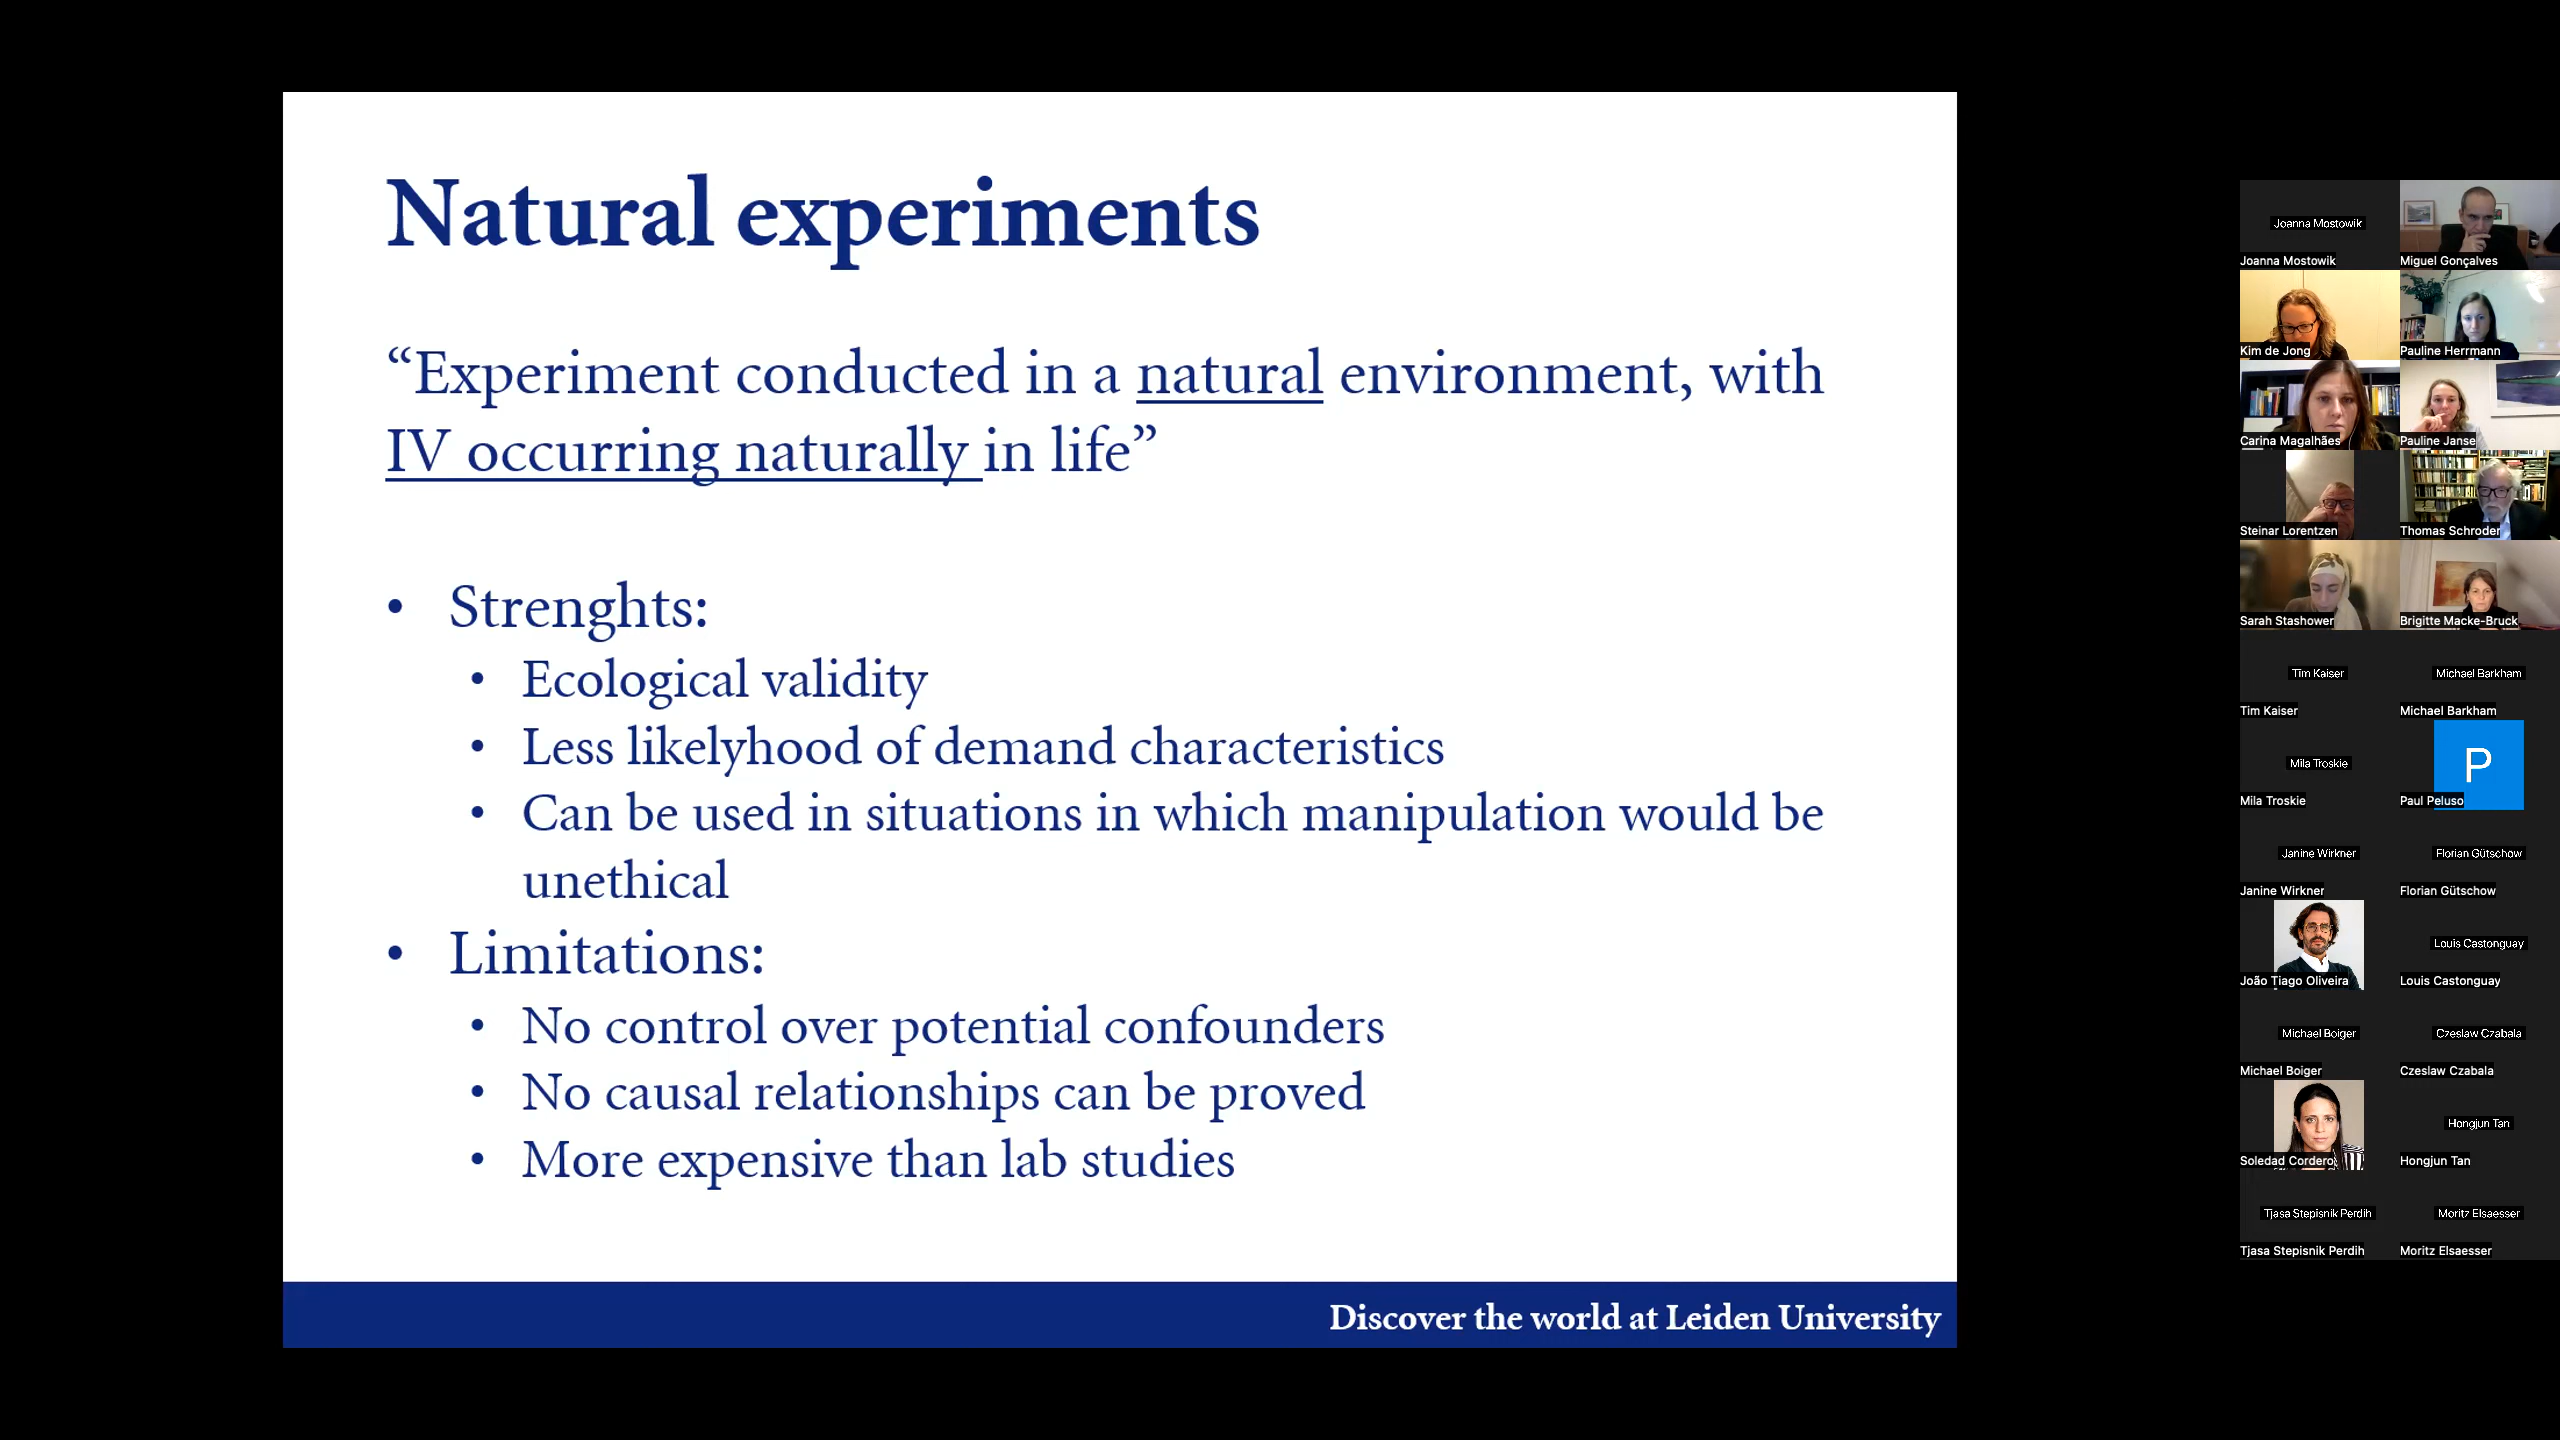 Natural experiments
“Experiment conducted in a natural environment, with
IV occurring naturally in life”
• Strenghts:
• Ecological validity
• Less likelyhood of demand characteristics
• Can be used in situations in which manipulation would be
unethical
• Limitations:
• No control over potential confounders
• No causal relationships can be proved
• More expensive than lab studies
Discover the world at Leiden University
Joanna Mostowik
Joanna Mostowik
Miguel Gonçalves
Kim de Jong
Pauline Herrmann
Carina Magalhães
Pauline Janse
Steinar Lorentzen
Thomas Schroder
Sarah Stashower
Brigitte Macke-Bruck
Tim Kaiser
Michael Barkham
Tim Kaiser
Michael Barkham
Mila Troskie
P
Mila Troskie
Paul Peluso
Janine Wirkner
Florian Gütschow
Janine Wirkner
Florian Gütschow
Louis Castonguay
João Tiago Oliveira
Louis Castonguay
Michael Boiger
Czeslaw Czabala
Michael Boiger
Czeslaw Czabala
Hongjun Tan
Soledad Cordero
Hongjun Tan
Tjasa Stepisnik Perdih
Moritz Elsaesser
Tjasa Stepisnik Perdih
Moritz Elsaesser